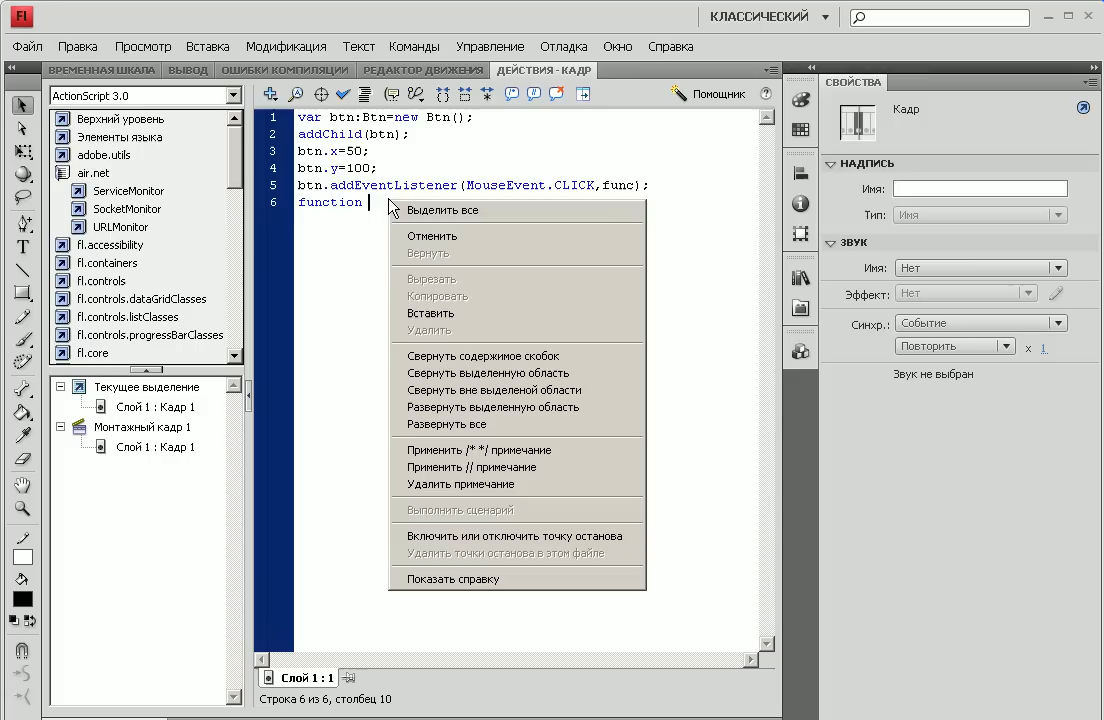 Fl
КЛАССИЧЕСКИЙ
Файл Правка Просмотр Вставка Модификация Текст Команды Управление Отладка Окно Справка
ВРЕМЕННАЯ ШКАЛА ВЫВОД ОШИБКИ КОМПИЛЯЦИИ РЕДАКТОР ДВИЖЕНИЯ ДЕЙСТВИЯ - КАДР
ActionScript 3.0
Помощник
Верхний уровень
Элементы языка
adobe.utils
air.net
ServiceMonitor
SocketMonitor
URLMonitor
fl.accessibility
fl.containers
fl.controls
fl.controls.dataGridClasses
fl.controls.listClasses
fl.controls.progressBarClasses
fl.core
Текущее выделение
Слой 1 : Кадр 1
Монтажный кадр 1
Слой 1 : Кадр 1
1 var btn:Btn=new Btn();
2 addChild(btn);
3 btn.x=50;
4 btn.y=100;
5 btn.addEventListener(MouseEvent.CLICK,func);
6 function
Выделить все
Отменить
Вернуть
Вырезать
Копировать
Вставить
Удалить
Свернуть содержимое скобок
Свернуть выделенную область
Свернуть вне выделеной области
Развернуть выделенную область
Развернуть все
Применить /* */ примечание
Применить // примечание
Удалить примечание
Выполнить сценарий
Включить или отключить точку останова
Удалить точки останова в этом файле
Показать справку
Слой 1 : 1
Строка 6 из 6, столбец 10
СВОЙСТВА
Кадр
НАДПИСЬ
Имя:
Тип: Имя
ЗВУК
Имя: Нет
Эффект: Нет
Синхр.: Событие
Повторить x 1
Звук не выбран